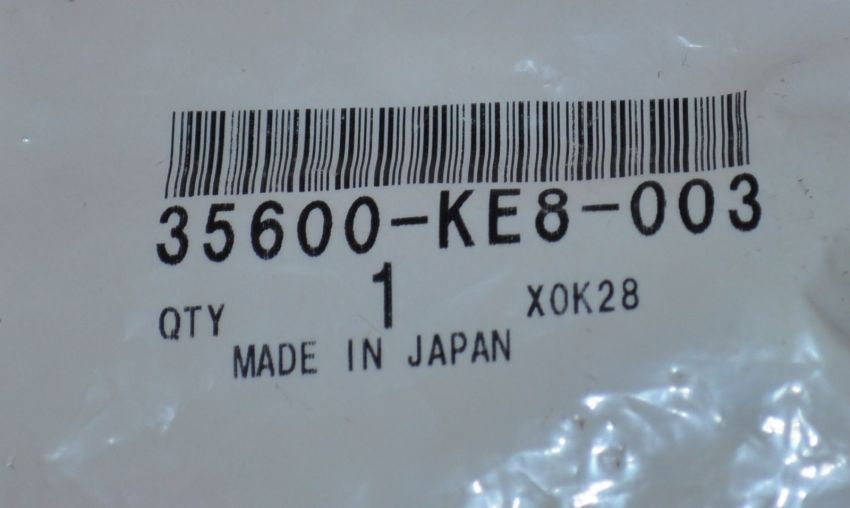 35600-KE8-003
QTY 1 X0K28
MADE IN JAPAN